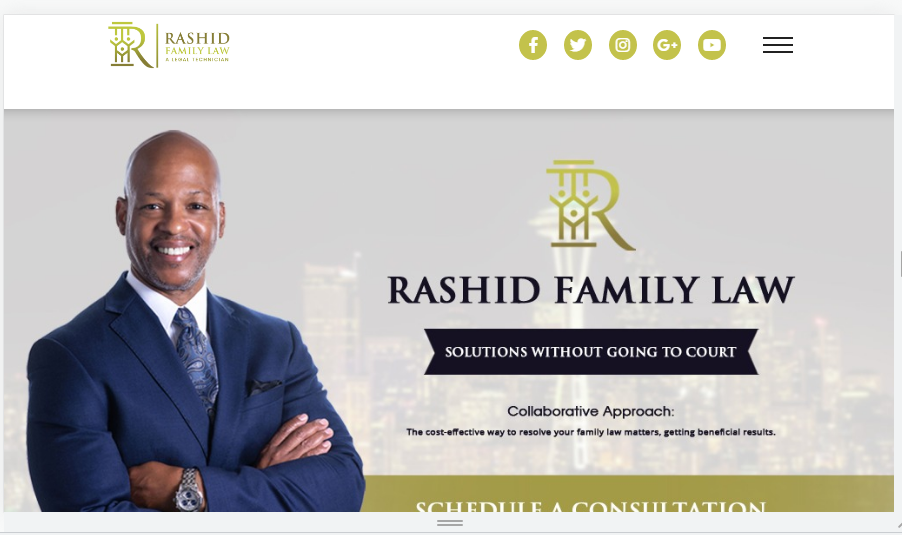 RASHID
FAMILY LAW
A LEGAL TECHNICIAN
RASHID FAMILY LAW
SOLUTIONS WITHOUT GOING TO COURT
Collaborative Approach:
The cost-effective way to resolve your family law matters, getting beneficial results.
SCHEDULE A CONSULTATION